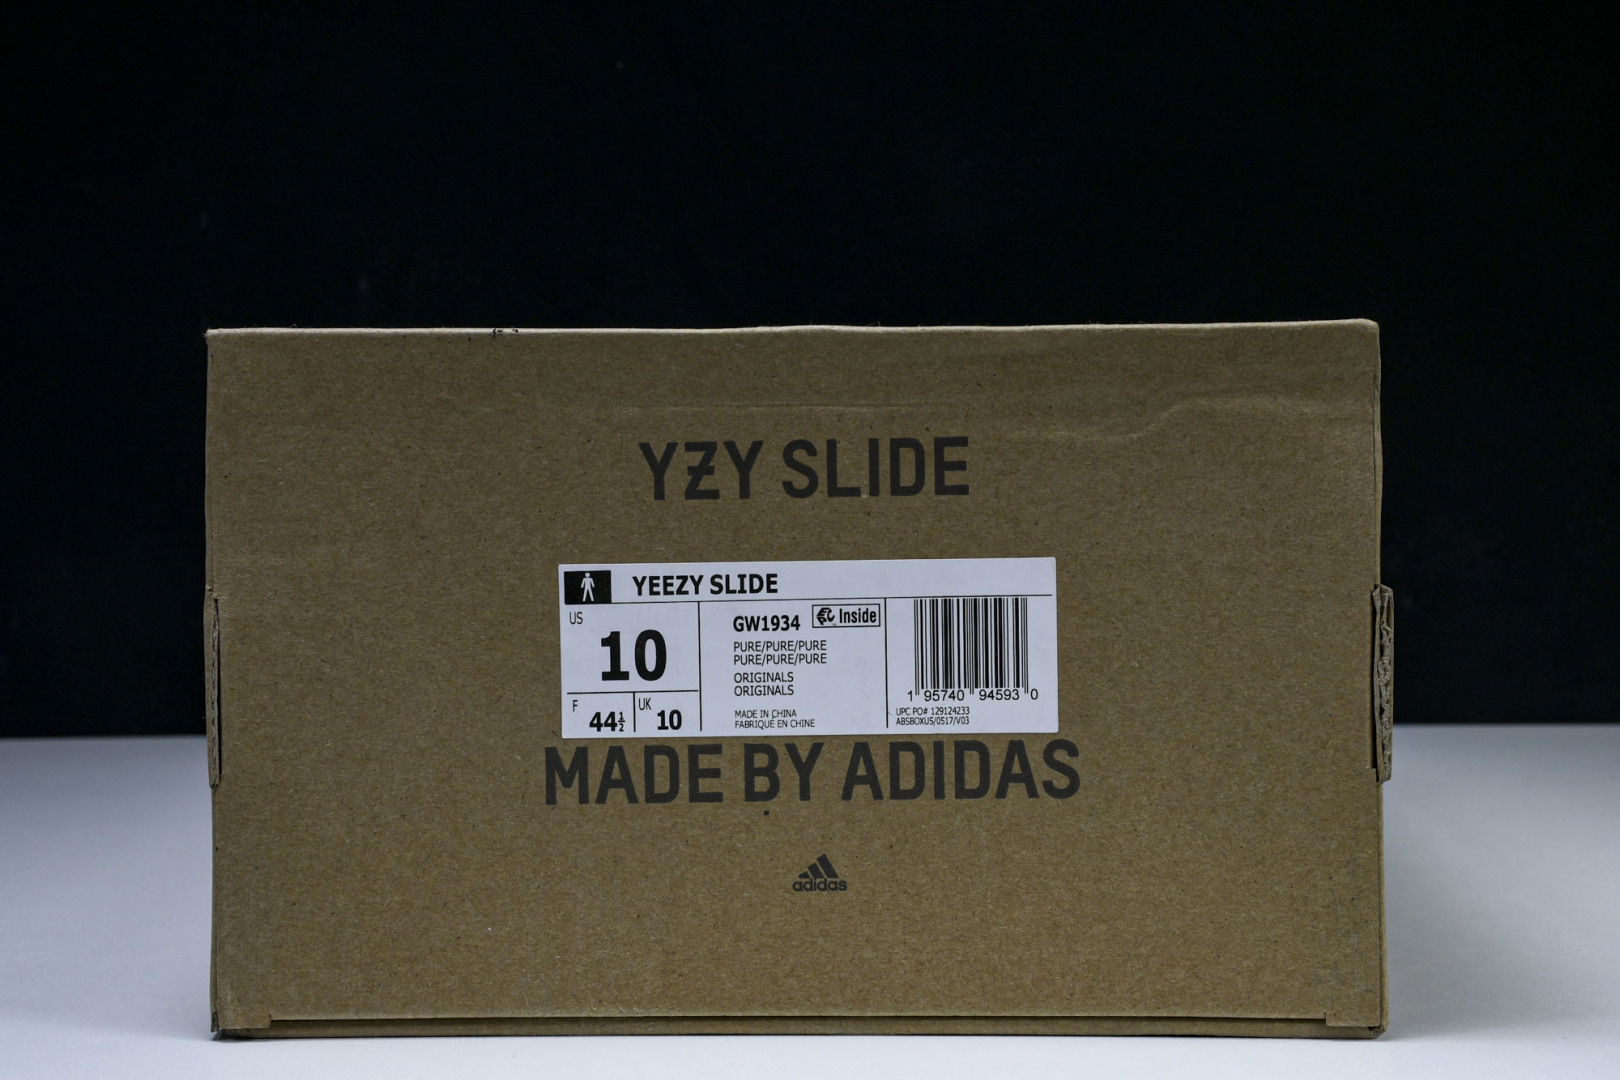 YZY SLIDE
YEEZY SLIDE
US
10
F
44½
UK
10
GW1934
Inside
PURE/PURE/PURE
PURE/PURE/PURE
ORIGINALS
ORIGINALS
MADE IN CHINA
FABRIQUÉ EN CHINE
1 95740 94593 0
UPC PO# 129124233
ABSBOXUS/0517/V03
MADE BY ADIDAS
adidas